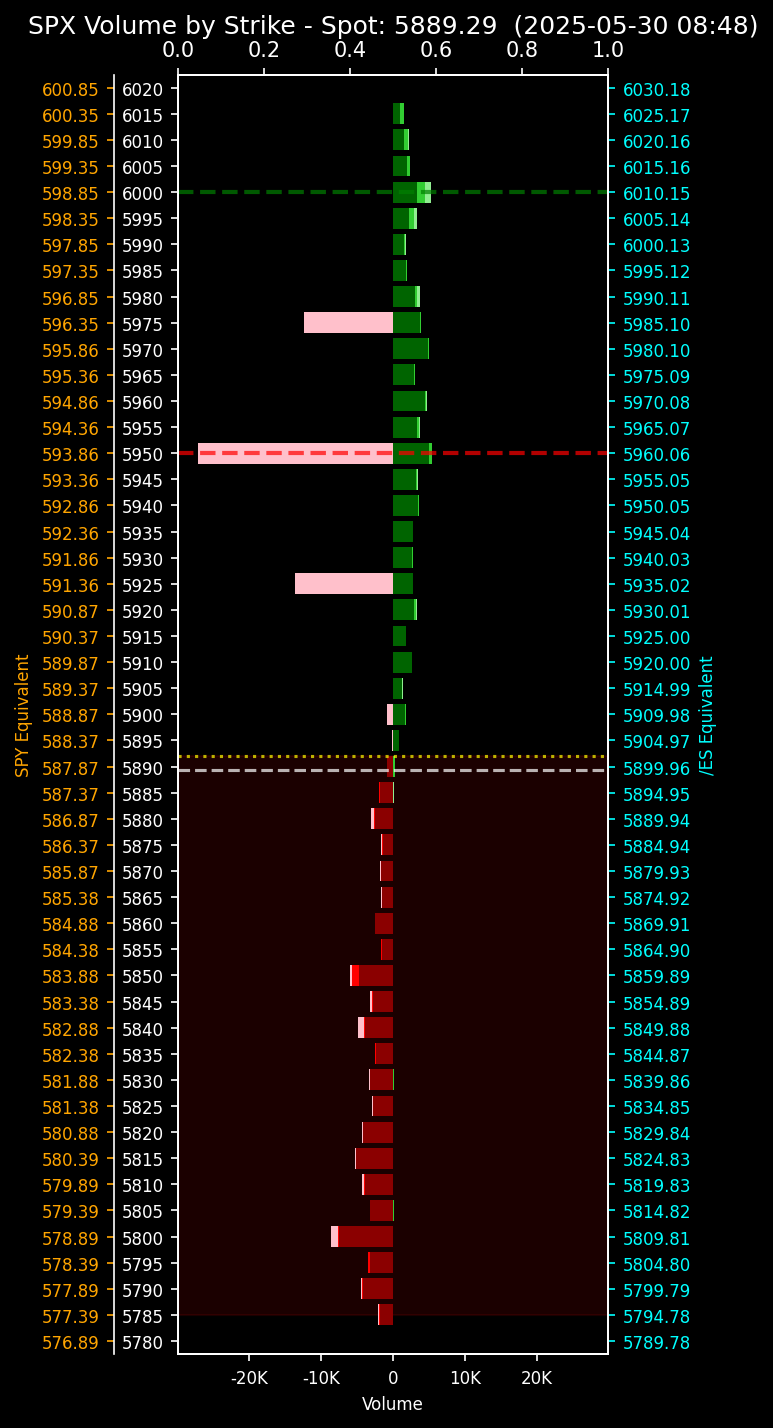 SPX Volume by Strike - Spot: 5889.29 (2025-05-30 08:48)
0.0 0.2 0.4 0.6 0.8 1.0
600.85 6020 6030.18
600.35 6015 6025.17
599.85 6010 6020.16
599.35 6005 6015.16
598.85 6000 6010.15
598.35 5995 6005.14
597.85 5990 6000.13
597.35 5985 5995.12
596.85 5980 5990.11
596.35 5975 5985.10
595.86 5970 5980.10
595.36 5965 5975.09
594.86 5960 5970.08
594.36 5955 5965.07
593.86 5950 5960.06
593.36 5945 5955.05
592.86 5940 5950.05
592.36 5935 5945.04
591.86 5930 5940.03
591.36 5925 5935.02
590.87 5920 5930.01
590.37 5915 5925.00
589.87 5910 5920.00
589.37 5905 5914.99
588.87 5900 5909.98
588.37 5895 5904.97
587.87 5890 5899.96
587.37 5885 5894.95
586.87 5880 5889.94
586.37 5875 5884.94
585.87 5870 5879.93
585.38 5865 5874.92
584.88 5860 5869.91
584.38 5855 5864.90
583.88 5850 5859.89
583.38 5845 5854.89
582.88 5840 5849.88
582.38 5835 5844.87
581.88 5830 5839.86
581.38 5825 5834.85
580.88 5820 5829.84
580.39 5815 5824.83
579.89 5810 5819.83
579.39 5805 5814.82
578.89 5800 5809.81
578.39 5795 5804.80
577.89 5790 5799.79
577.39 5785 5794.78
576.89 5780 5789.78
SPY Equivalent
/ES Equivalent
-20K -10K 0 10K 20K
Volume